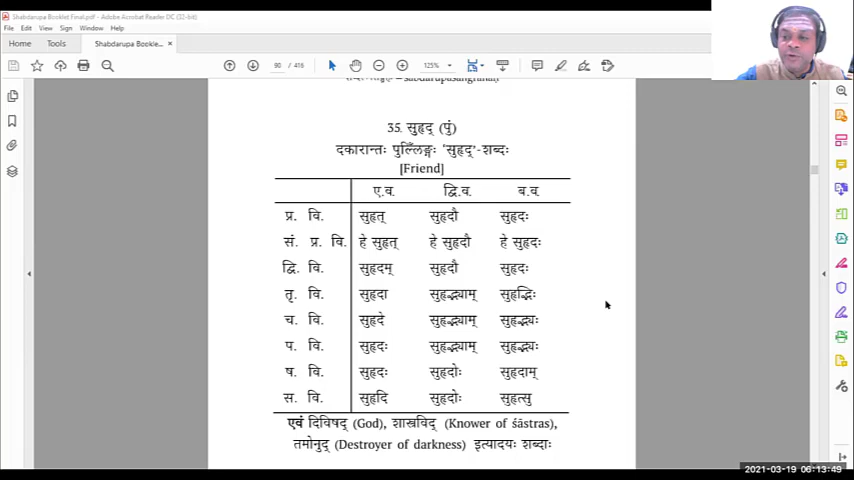 Shabdarupa Booklet Final.pdf - Adobe Acrobat Reader DC (32-bit)
File Edit View Sign Window Help
Home Tools Shabdarupa Bookle... ×
90 / 416 125%
35. सुहृद् (पुं)
दकारान्तः पुल्लिँङ्गः 'सुहृद्'-शब्दः
[Friend]
ए.व. द्वि.व. ब.व.
प्र. वि. सुहृत् सुहृदौ सुहृदः
सं. प्र. वि. हे सुहृत् हे सुहृदौ हे सुहृदः
द्वि. वि. सुहृदम् सुहृदौ सुहृदः
तृ. वि. सुहृदा सुहृद्भ्याम् सुहृद्भिः
च. वि. सुहृदे सुहृद्भ्याम् सुहृद्भ्यः
प. वि. सुहृदः सुहृद्भ्याम् सुहृद्भ्यः
ष. वि. सुहृदः सुहृदोः सुहृदाम्
स. वि. सुहृदि सुहृदोः सुहृत्सु
एवं दिविषद् (God), शास्त्रविद् (Knower of śāstras),
तमोनुद् (Destroyer of darkness) इत्यादयः शब्दाः
2021-03-19 06:13:49